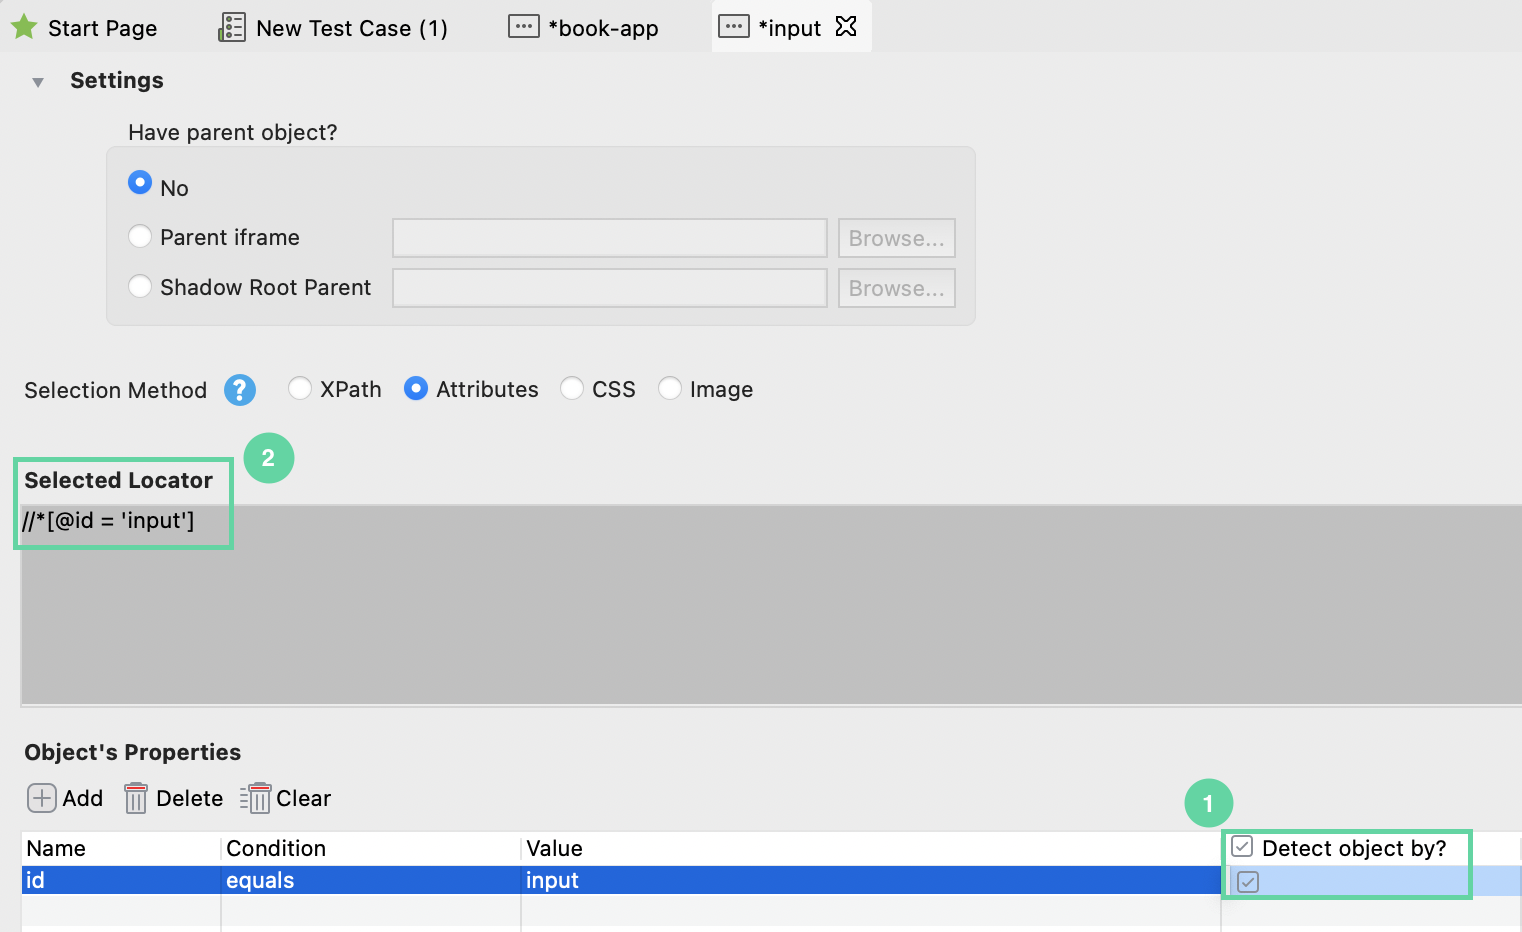 Start Page New Test Case (1) *book-app *input
Settings
Have parent object?
No
Parent iframe Browse...
Shadow Root Parent Browse...
Selection Method ? XPath Attributes CSS Image
2
Selected Locator
//*[@id = 'input']
Object's Properties
Add Delete Clear
1
Name Condition Value Detect object by?
id equals input